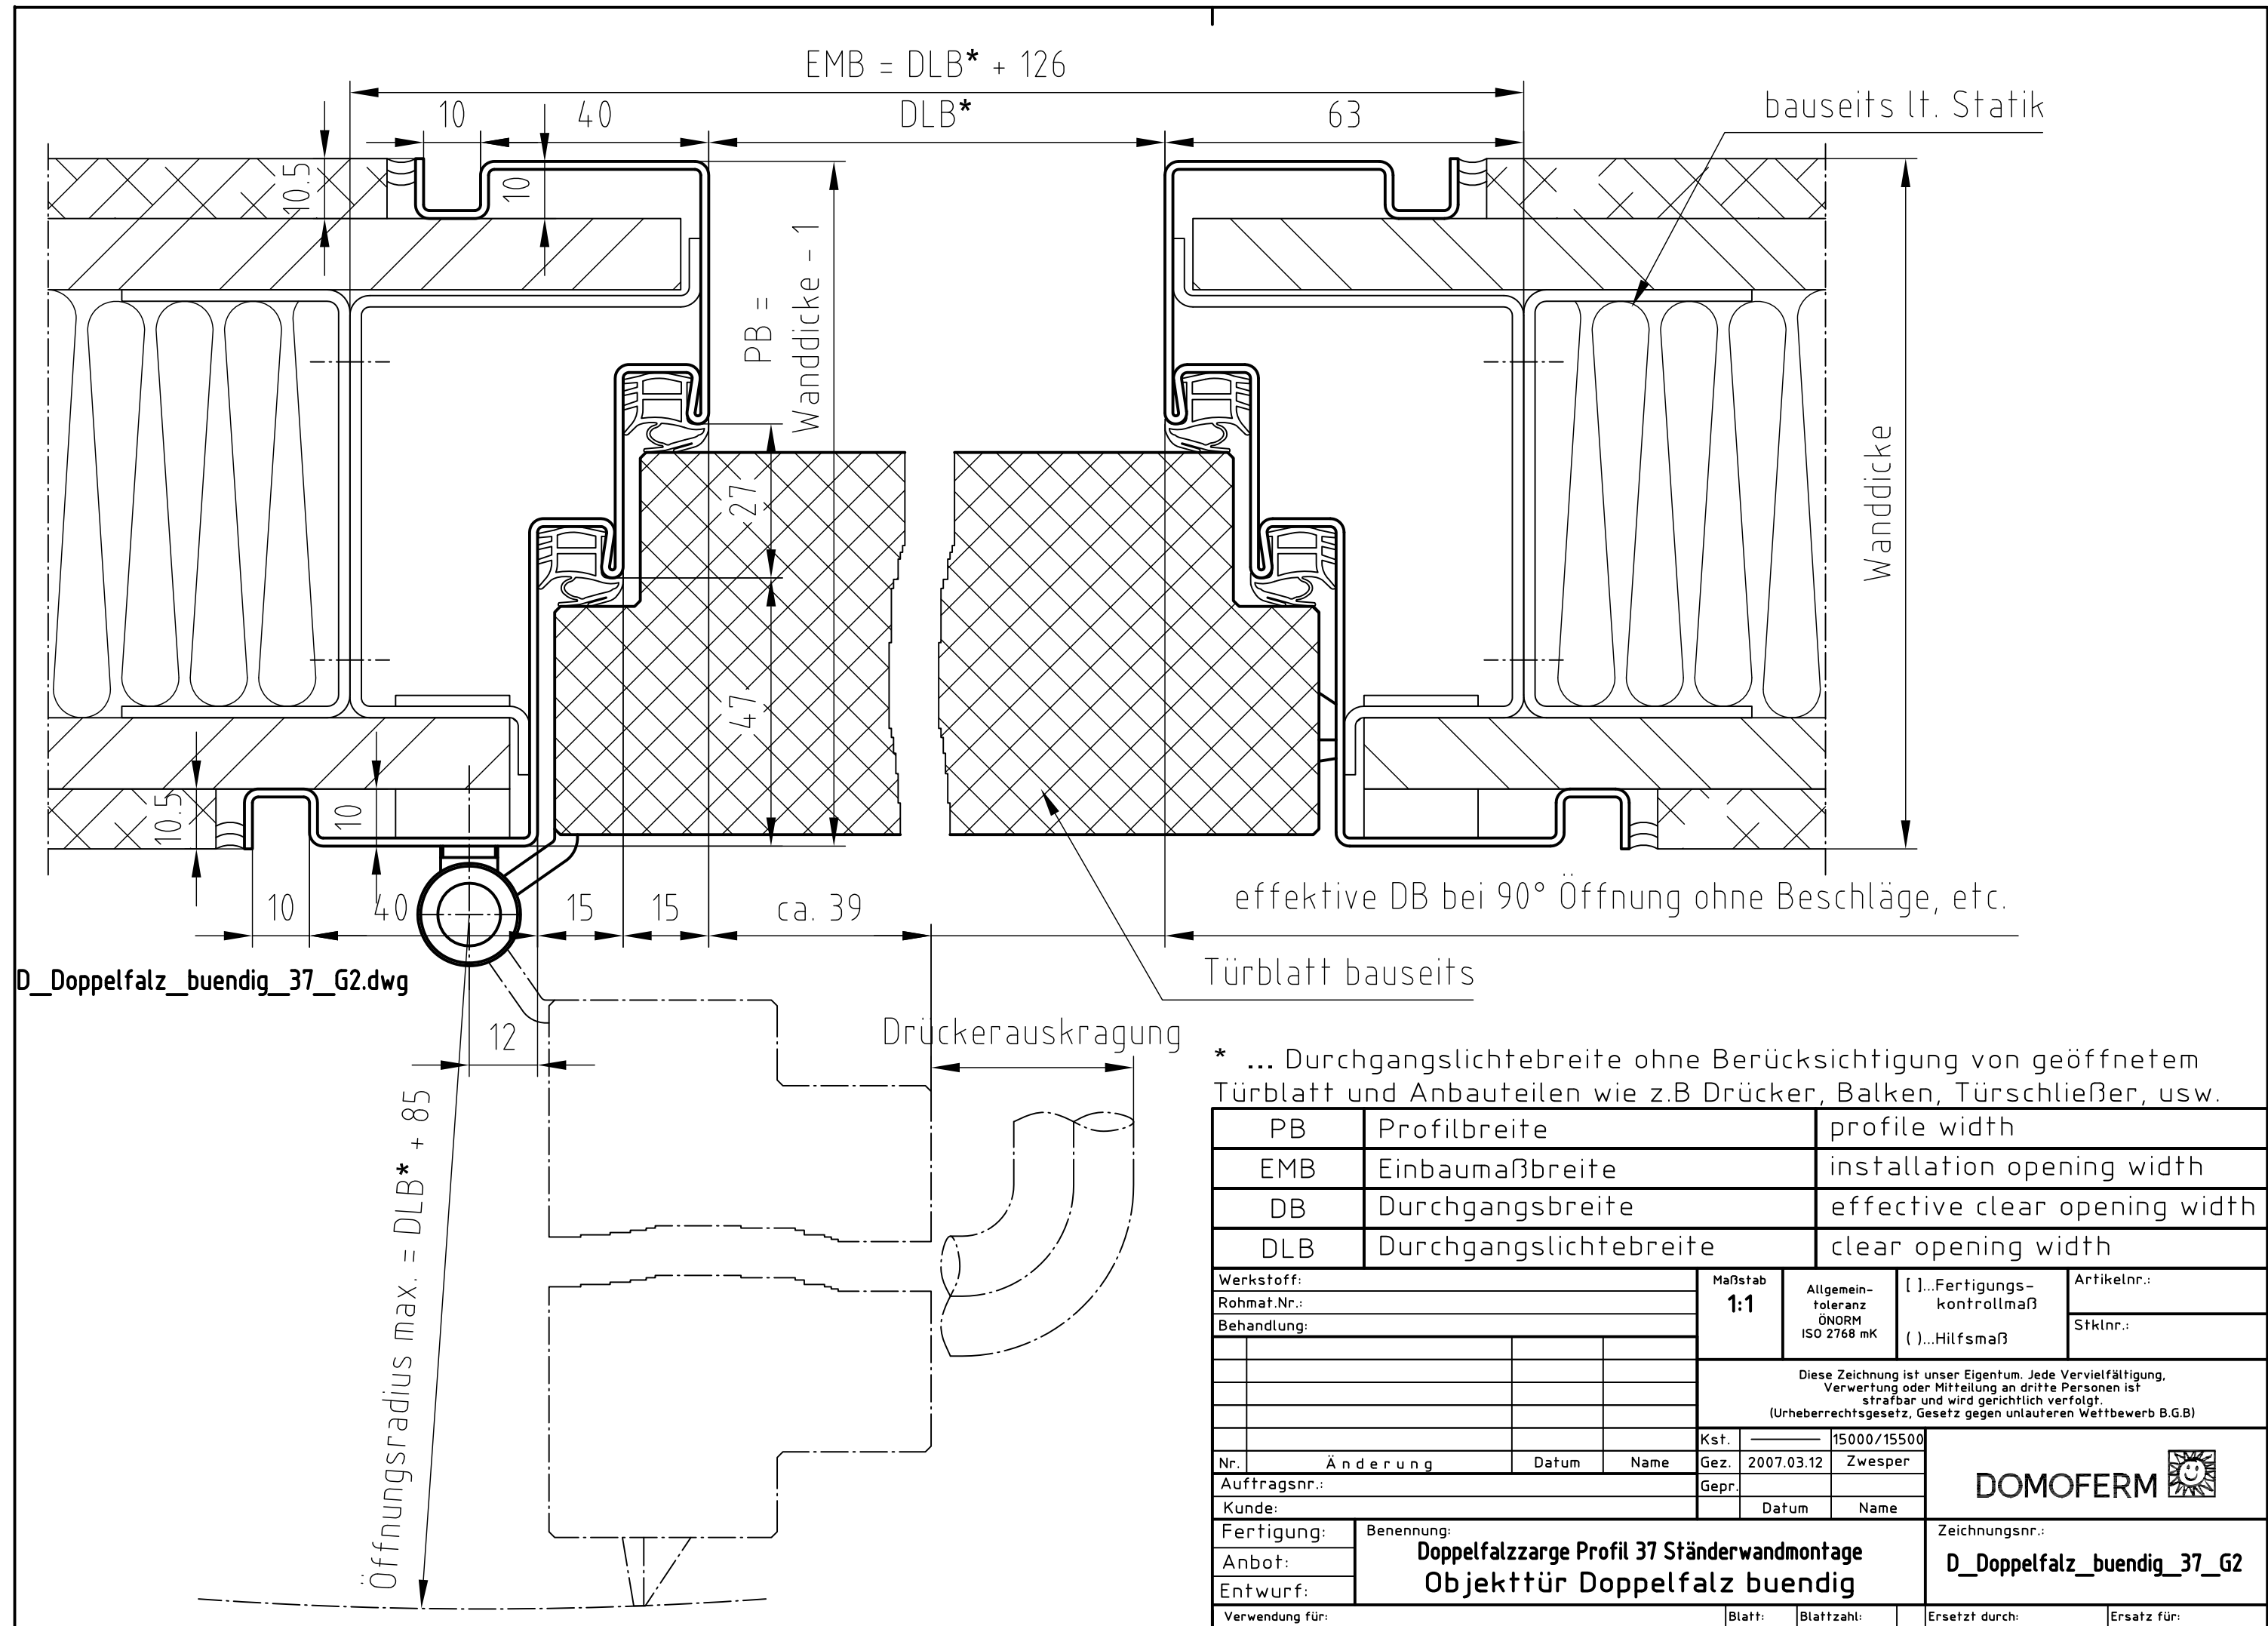 EMB = DLB* + 126
10
40
DLB*
63
bauseits lt. Statik
10.5
10
PB =
Wanddicke - 1
Wanddicke
27
47
10.5
10
10
40
15
15
ca. 39
effektive DB bei 90° Öffnung ohne Beschläge, etc.
D_Doppelfalz_buendig_37_G2.dwg
Türblatt bauseits
12
Drückerauskragung
Öffnungsradius max. = DLB* + 85
* ... Durchgangslichtebreite ohne Berücksichtigung von geöffnetem
Türblatt und Anbauteilen wie z.B Drücker, Balken, Türschließer, usw.
PB Profilbreite profile width
EMB Einbaumaßbreite installation opening width
DB Durchgangsbreite effective clear opening width
DLB Durchgangslichtebreite clear opening width
Werkstoff:
Rohmat.Nr.:
Behandlung:
Maßstab
1:1
Allgemein-
toleranz
ÖNORM
ISO 2768 mK
[ ]...Fertigungs-
kontrollmaß
( )...Hilfsmaß
Artikelnr.:
Stklnr.:
Diese Zeichnung ist unser Eigentum. Jede Vervielfältigung,
Verwertung oder Mitteilung an dritte Personen ist
strafbar und wird gerichtlich verfolgt.
(Urheberrechtsgesetz, Gesetz gegen unlauteren Wettbewerb B.G.B)
Kst. 15000/15500
Nr. Änderung Datum Name Gez. 2007.03.12 Zwesper
Auftragsnr.: Gepr.
Kunde: Datum Name
DOMOFERM
Fertigung:
Anbot:
Entwurf:
Benennung:
Doppelfalzzarge Profil 37 Ständerwandmontage
Objekttür Doppelfalz buendig
Zeichnungsnr.:
D_Doppelfalz_buendig_37_G2
Verwendung für: Blatt: Blattzahl: Ersetzt durch: Ersatz für: